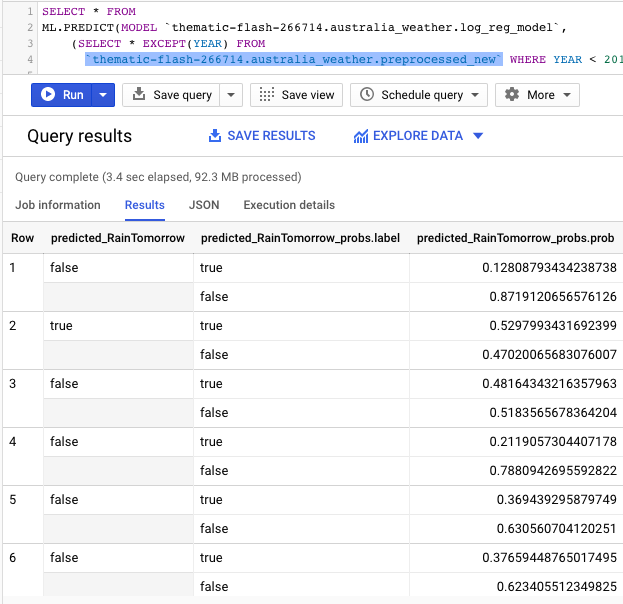 1 SELECT * FROM
2 ML.PREDICT(MODEL `thematic-flash-266714.australia_weather.log_reg_model`,
3 (SELECT * EXCEPT(YEAR) FROM
4 `thematic-flash-266714.australia_weather.preprocessed_new` WHERE YEAR < 201
Run Save query Save view Schedule query More
Query results SAVE RESULTS EXPLORE DATA
Query complete (3.4 sec elapsed, 92.3 MB processed)
Job information Results JSON Execution details
Row predicted_RainTomorrow predicted_RainTomorrow_probs.label predicted_RainTomorrow_probs.prob
1 false true 0.12808793434238738
false 0.8719120656576126
2 true true 0.5297993431692399
false 0.47020065683076007
3 false true 0.48164343216357963
false 0.5183565678364204
4 false true 0.2119057304407178
false 0.7880942695592822
5 false true 0.369439295879749
false 0.630560704120251
6 false true 0.37659448765017495
false 0.623405512349825